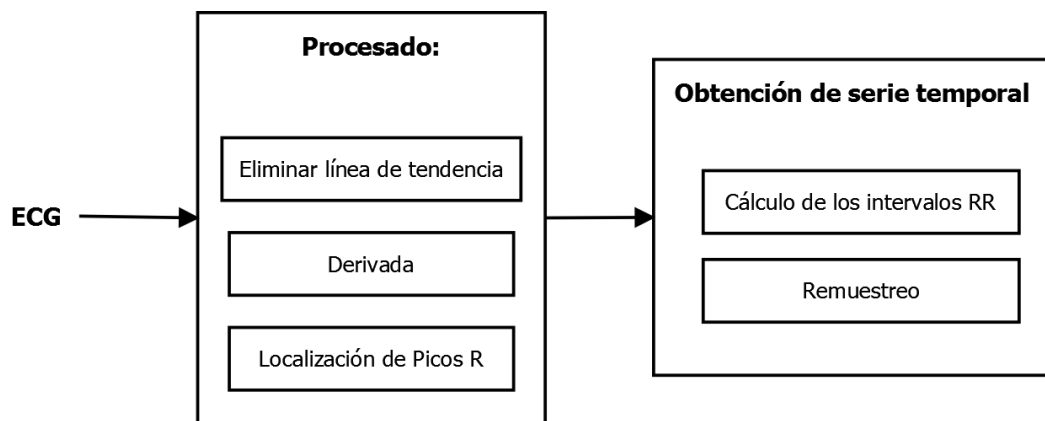 ECG
Procesado:
Eliminar línea de tendencia
Derivada
Localización de Picos R
Obtención de serie temporal
Cálculo de los intervalos RR
Remuestreo